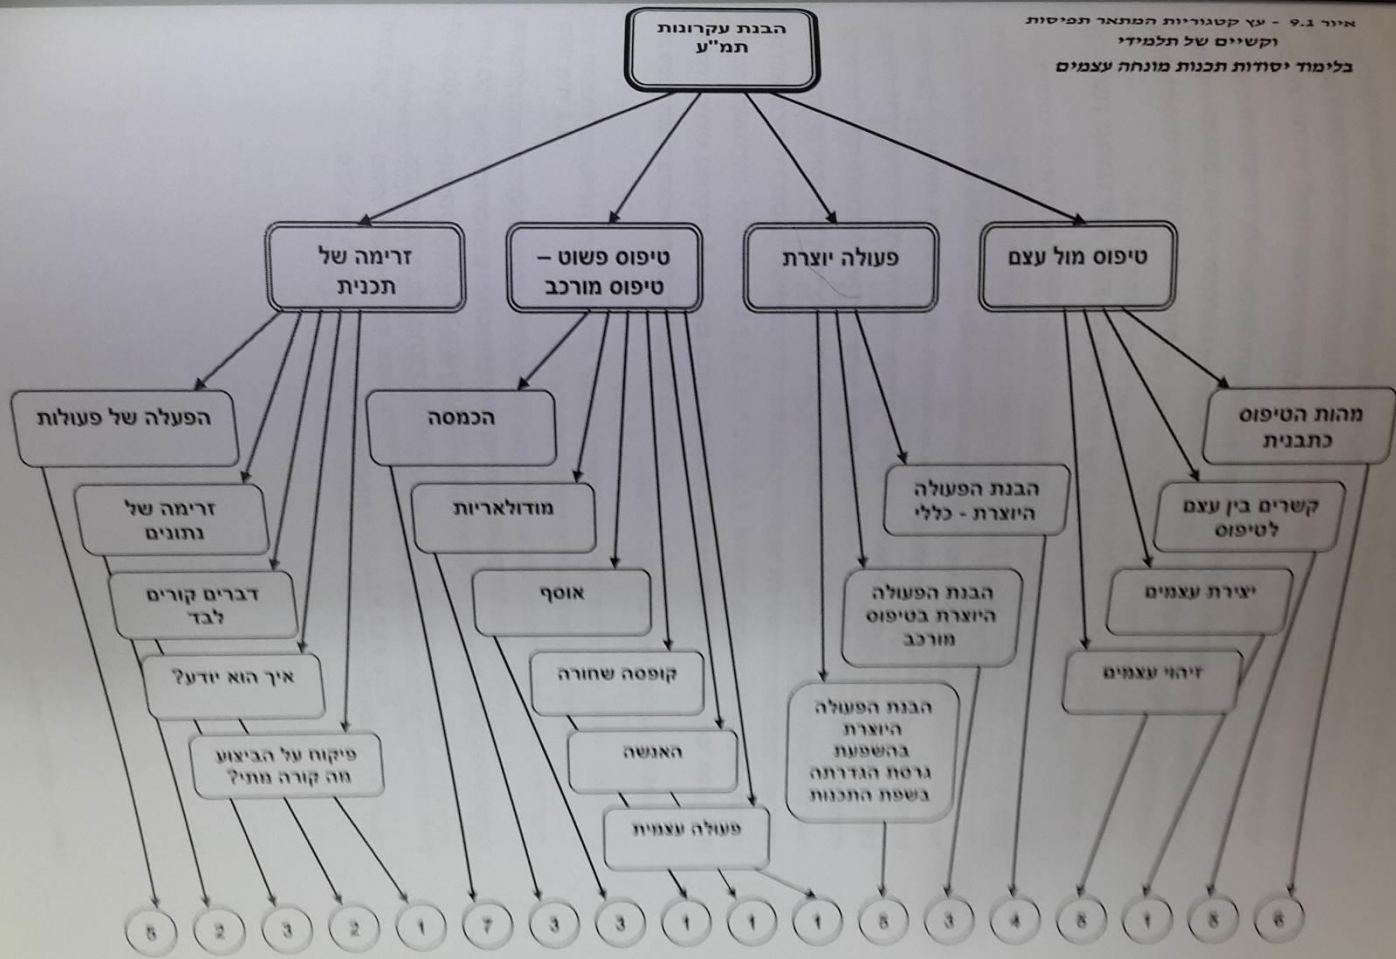 איור 9.1 - עץ קטגוריות המתאר תפיסות
וקשיים של תלמידי
בלימוד יסודות תכנות מונחה עצמים
הבנת עקרונות
תמ"ע
טיפוס מול עצם
פעולה יוצרת
טיפוס פשוט –
טיפוס מורכב
זרימה של
תכנית
מהות הטיפוס
כתבנית
קשרים בין עצם
לטיפוס
יצירת עצמים
זיהוי עצמים
הבנת הפעולה
היוצרת - כללי
הבנת הפעולה
היוצרת בטיפוס
מורכב
הבנת הפעולה
היוצרת
בהשפעת
גרסת הגדרתה
בשפת התכנות
הכמסה
מודולאריות
אוסף
קופסה שחורה
האנשה
פעולה עצמית
הפעלה של פעולות
זרימה של
נתונים
דברים קורים
לבד
איך הוא יודע?
פיקוח על הביצוע
מה קורה מתי?
6
1
4
3
1
1
1
3
3
7
1
2
3
2
5